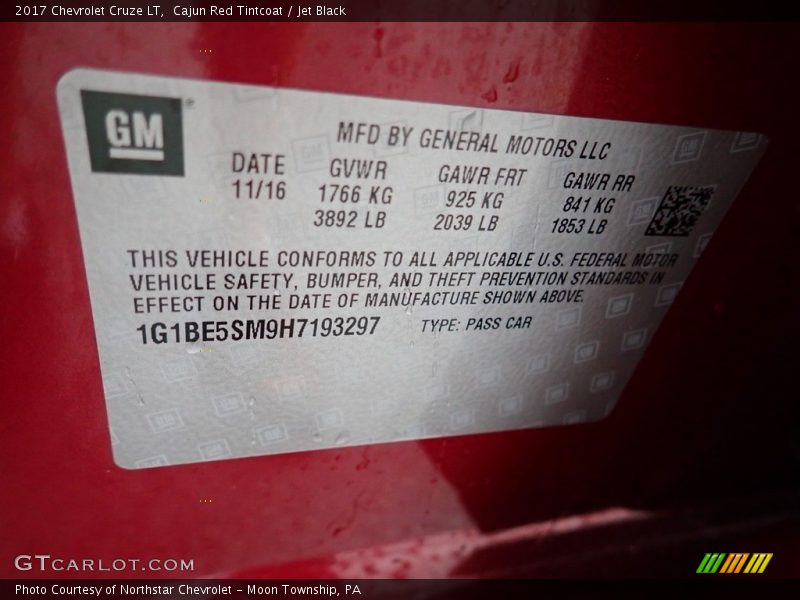 2017 Chevrolet Cruze LT,  Cajun Red Tintcoat / Jet Black
GM®
MFD BY GENERAL MOTORS LLC
DATE GVWR GAWR FRT GAWR RR
11/16 1766 KG 925 KG 841 KG
3892 LB 2039 LB 1853 LB
THIS VEHICLE CONFORMS TO ALL APPLICABLE U.S. FEDERAL MOTOR
VEHICLE SAFETY, BUMPER, AND THEFT PREVENTION STANDARDS IN
EFFECT ON THE DATE OF MANUFACTURE SHOWN ABOVE.
1G1BE5SM9H7193297 TYPE: PASS CAR
GTCARLOT.COM
Photo Courtesy of Northstar Chevrolet - Moon Township, PA